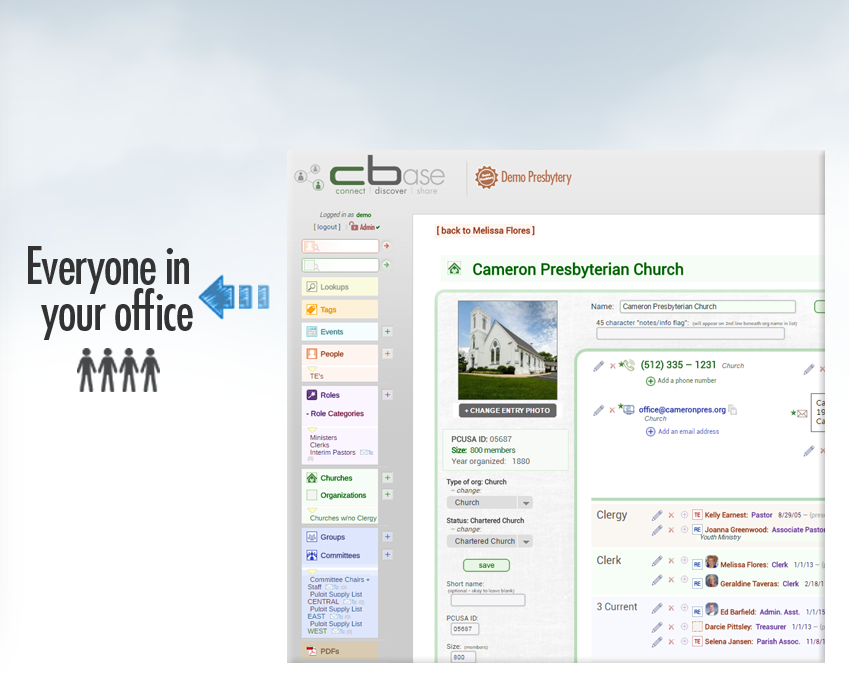 Everyone in
your office
cbase
connect | discover | share
Demo Presbytery
Logged in as demo
[ logout ] Admin
Lookups
Tags
Events
People
TE's
Roles
- Role Categories
Ministers
Clerks
Interim Pastors
Churches
Organizations
Churches w/no Clergy
Groups
Committees
Committee Chairs +
Staff
Pulpit Supply List
CENTRAL
Pulpit Supply List
EAST
Pulpit Supply List
WEST
PDFs
[ back to Melissa Flores ]
Cameron Presbyterian Church
+ CHANGE ENTRY PHOTO
PCUSA ID: 05687
Size: 800 members
Year organized: 1880
Type of org: Church
– change:
Church
Status: Chartered Church
– change:
Chartered Church
save
Short name:
(optional - okay to leave blank)
PCUSA ID:
05687
Size: (members)
800
Name: Cameron Presbyterian Church
45 character "notes/info flag": (will appear on 2nd line beneath org name in list)
(512) 335 – 1231 Church
Add a phone number
office@cameronpres.org
Church
Add an email address
Ca
19
Ca
Clergy
TE Kelly Earnest: Pastor 8/29/05 – (pres
RE Joanna Greenwood: Associate Pastor
Youth Ministry
Clerk
RE Melissa Flores: Clerk 1/1/13 – (
RE Geraldine Taveras: Clerk 2/18/1
3 Current
RE Ed Barfield: Admin. Asst. 1/1/15
Darcie Pittsley: Treasurer 1/1/13 – (p
TE Selena Jansen: Parish Assoc. 11/8/1